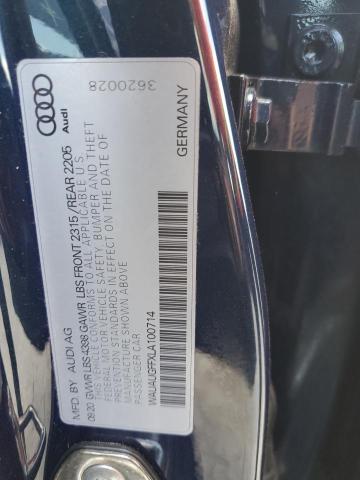 Audi
3620028
MFD. BY AUDI AG
09/20 GVWR LBS 4398 GAWR LBS FRONT 2315/REAR 2205
THIS VEHICLE CONFORMS TO ALL APPLICABLE U.S.
FEDERAL MOTOR VEHICLE SAFETY, BUMPER AND THEFT
PREVENTION STANDARDS IN EFFECT ON THE DATE OF
MANUFACTURE SHOWN ABOVE
PASSENGER CAR
WAUAUGFFXLA100714
GERMANY